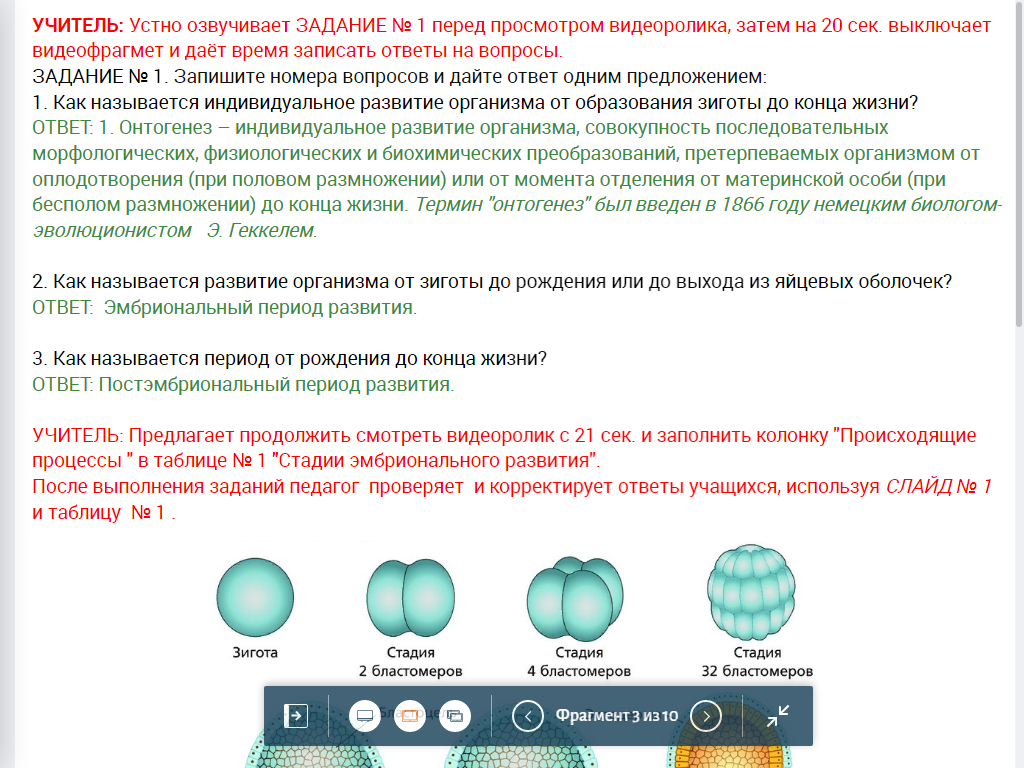 УЧИТЕЛЬ: Устно озвучивает ЗАДАНИЕ № 1 перед просмотром видеоролика, затем на 20 сек. выключает
видеофрагмет и даёт время записать ответы на вопросы.
ЗАДАНИЕ № 1. Запишите номера вопросов и дайте ответ одним предложением:
1. Как называется индивидуальное развитие организма от образования зиготы до конца жизни?
ОТВЕТ: 1. Онтогенез – индивидуальное развитие организма, совокупность последовательных
морфологических, физиологических и биохимических преобразований, претерпеваемых организмом от
оплодотворения (при половом размножении) или от момента отделения от материнской особи (при
бесполом размножении) до конца жизни. Термин "онтогенез" был введен в 1866 году немецким биологом-
эволюционистом Э. Геккелем.
2. Как называется развитие организма от зиготы до рождения или до выхода из яйцевых оболочек?
ОТВЕТ: Эмбриональный период развития.
3. Как называется период от рождения до конца жизни?
ОТВЕТ: Постэмбриональный период развития.
УЧИТЕЛЬ: Предлагает продолжить смотреть видеоролик с 21 сек. и заполнить колонку "Происходящие
процессы " в таблице № 1 "Стадии эмбрионального развития".
После выполнения заданий педагог проверяет и корректирует ответы учащихся, используя СЛАЙД № 1
и таблицу № 1 .
Зигота
Стадия
2 бластомеров
Стадия
4 бластомеров
Стадия
32 бластомеров
Фрагмент 3 из 10